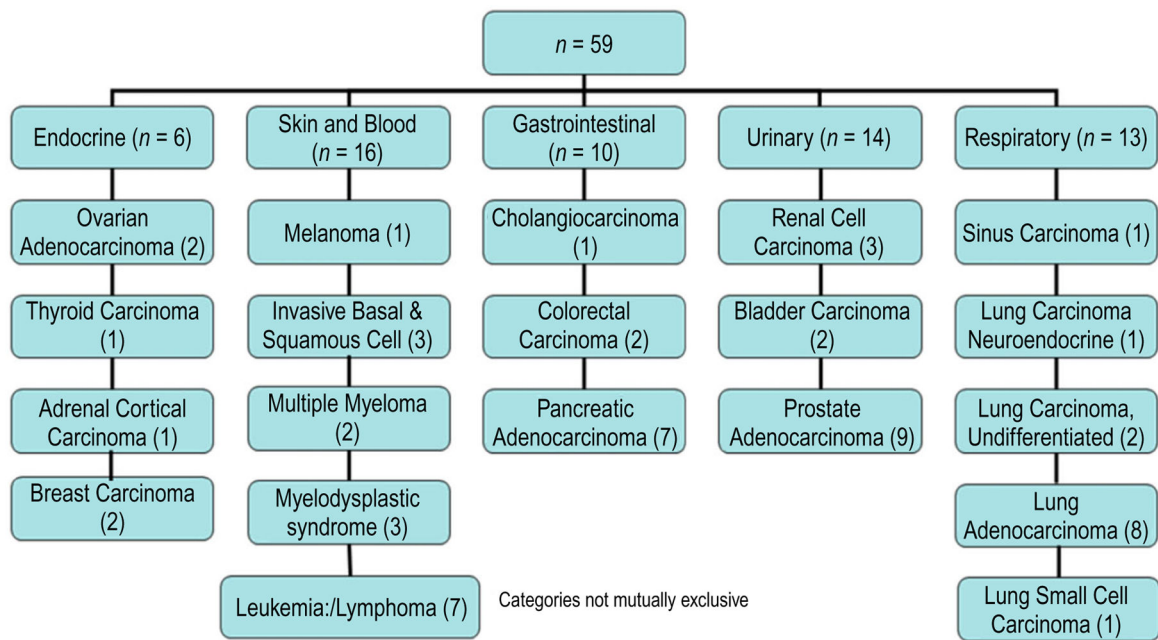 n = 59
Endocrine (n = 6)
Skin and Blood
(n = 16)
Gastrointestinal
(n = 10)
Urinary (n = 14)
Respiratory (n = 13)
Ovarian
Adenocarcinoma (2)
Melanoma (1)
Cholangiocarcinoma
(1)
Renal Cell
Carcinoma (3)
Sinus Carcinoma (1)
Thyroid Carcinoma
(1)
Invasive Basal &
Squamous Cell (3)
Colorectal
Carcinoma (2)
Bladder Carcinoma
(2)
Lung Carcinoma
Neuroendocrine (1)
Adrenal Cortical
Carcinoma (1)
Multiple Myeloma
(2)
Pancreatic
Adenocarcinoma (7)
Prostate
Adenocarcinoma (9)
Lung Carcinoma,
Undifferentiated (2)
Breast Carcinoma
(2)
Myelodysplastic
syndrome (3)
Lung
Adenocarcinoma (8)
Leukemia:/Lymphoma (7)
Categories not mutually exclusive
Lung Small Cell
Carcinoma (1)